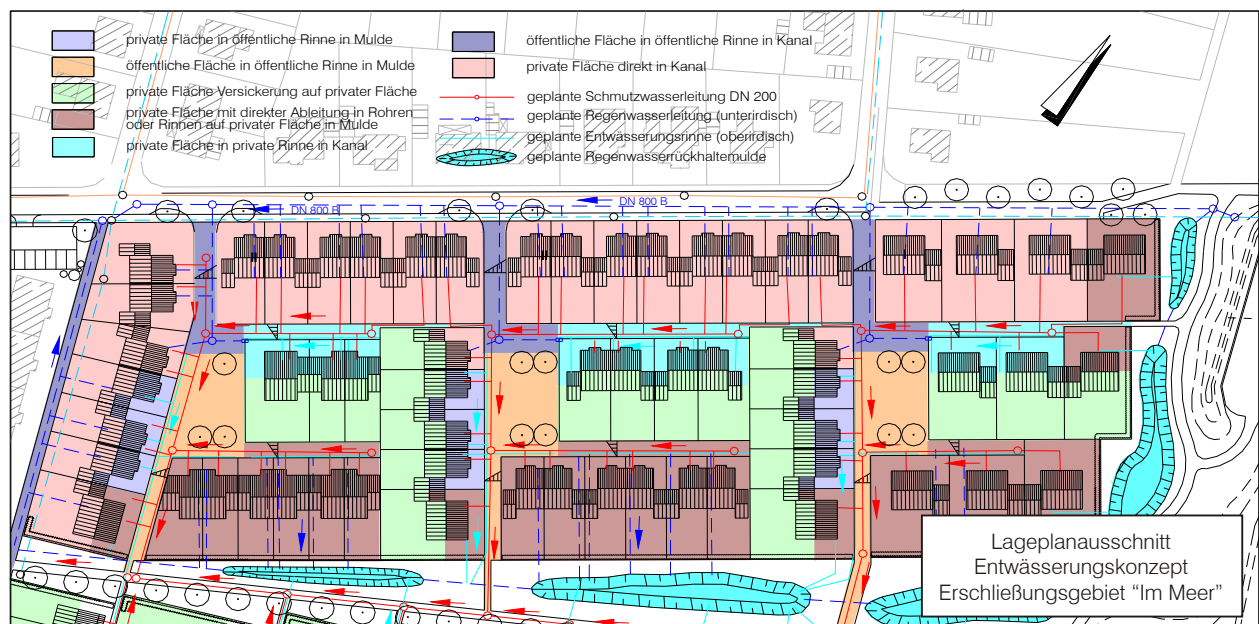 private Fläche in öffentliche Rinne in Mulde
öffentliche Fläche in öffentliche Rinne in Mulde
private Fläche Versickerung auf privater Fläche
private Fläche mit direkter Ableitung in Rohren
oder Rinnen auf privater Fläche in Mulde
private Fläche in private Rinne in Kanal
öffentliche Fläche in öffentliche Rinne in Kanal
private Fläche direkt in Kanal
geplante Schmutzwasserleitung DN 200
geplante Regenwasserleitung (unterirdisch)
geplante Entwässerungsrinne (oberirdisch)
geplante Regenwasserrückhaltemulde
DN 800 B
DN 800 B
Lageplanausschnitt
Entwässerungskonzept
Erschließungsgebiet "Im Meer"